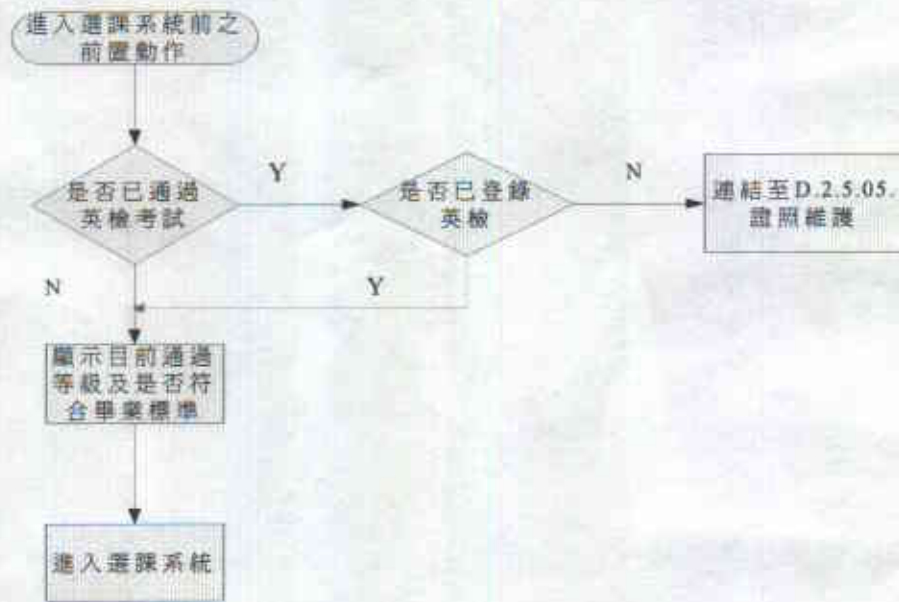 進入選課系統前之
前置動作
是否已通過
英檢考試
Y
是否已登錄
英檢
N
連結至D.2.5.05.
證照維護
N
Y
顯示目前通過
等級及是否符
合畢業標準
進入選課系統